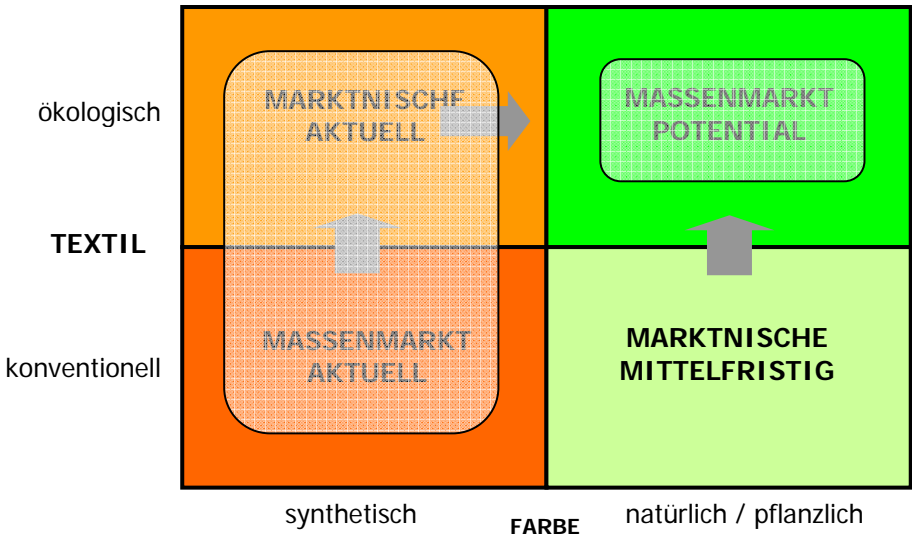 ökologisch
MARKTNISCHE
AKTUELL
MASSENMARKT
POTENTIAL
TEXTIL
konventionell
MASSENMARKT
AKTUELL
MARKTNISCHE
MITTELFRISTIG
synthetisch
FARBE
natürlich / pflanzlich